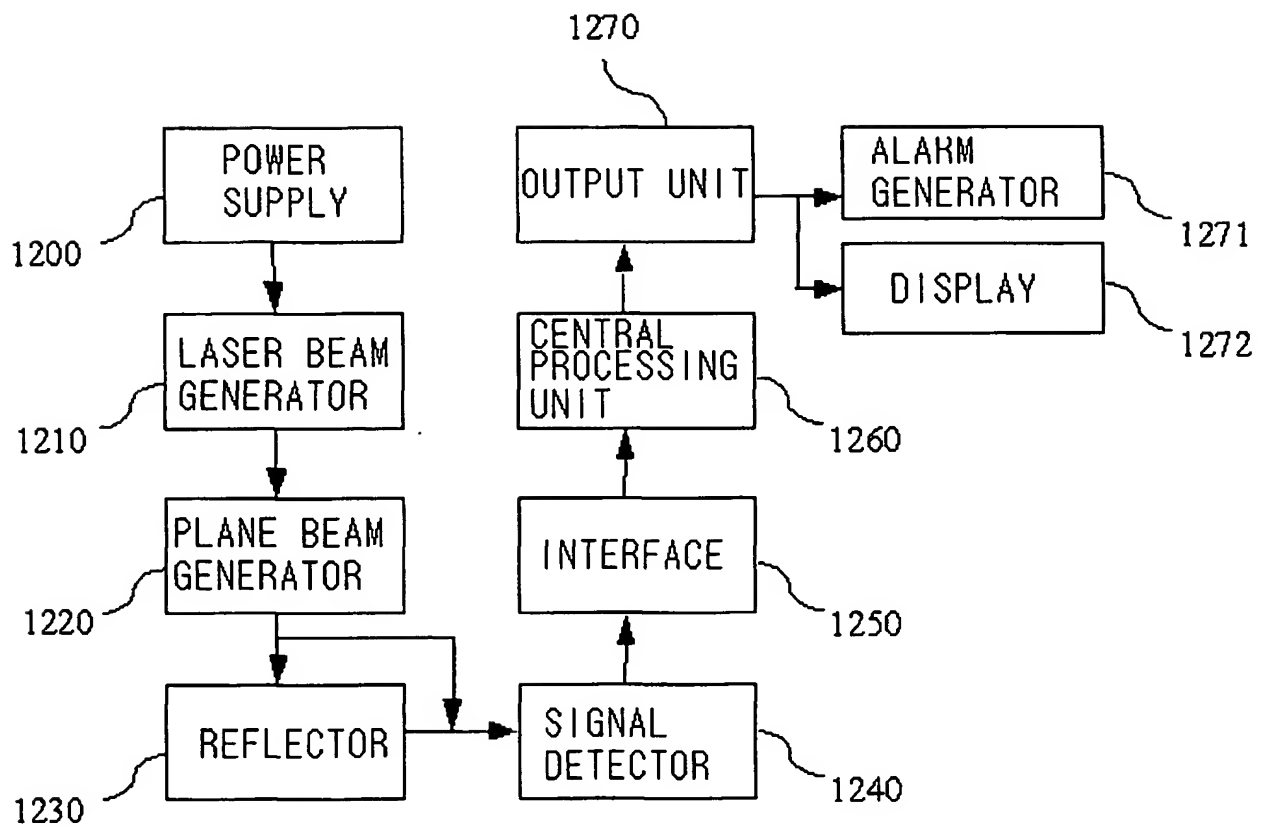 1270
POWER
SUPPLY
1200
OUTPUT UNIT
ALARM
GENERATOR
1271
DISPLAY
1272
LASER BEAM
GENERATOR
1210
CENTRAL
PROCESSING
UNIT
1260
PLANE BEAM
GENERATOR
1220
INTERFACE
1250
REFLECTOR
1230
SIGNAL
DETECTOR
1240